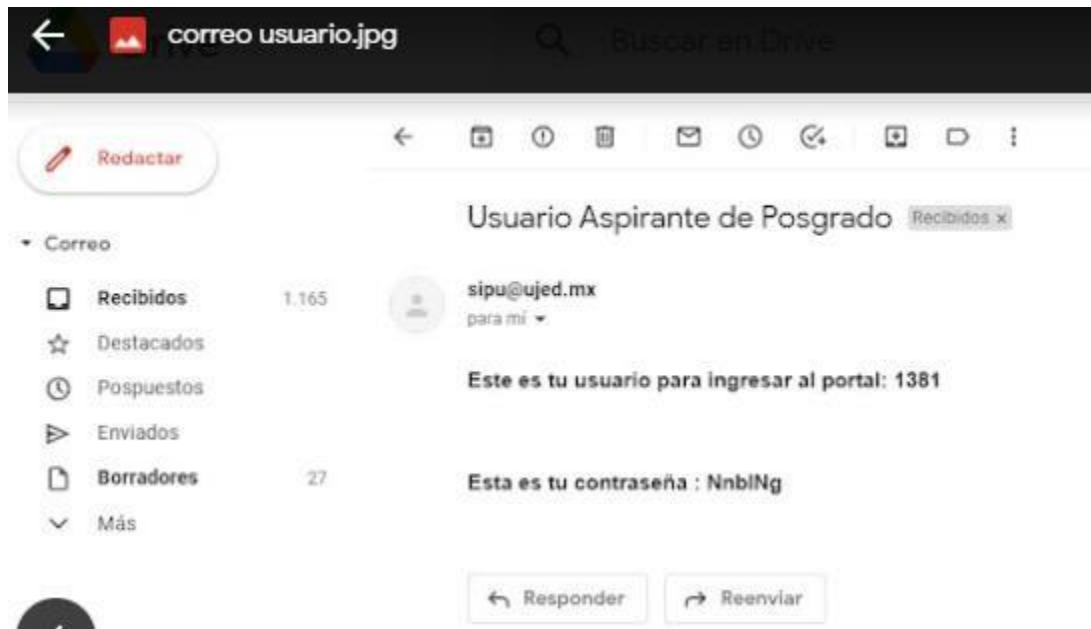 correo usuario.jpg
Buscar en Drive
Redactar
Usuario Aspirante de Posgrado Recibidos x
Correo
sipu@ujed.mx
Recibidos 1.165
para mí
Destacados
Pospuestos
Este es tu usuario para ingresar al portal: 1381
Enviados
Borradores 27
Esta es tu contraseña : NnblNg
Más
Responder Reenviar